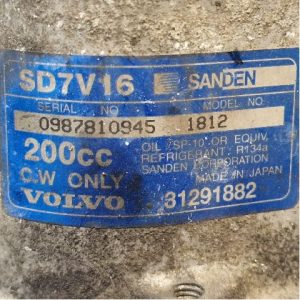 SD7V16 SANDEN
SERIAL NO MODEL NO
0987810945 1812
200cc
OIL /SP-10 OR EQUIV.
REFRIGERANT/ R134a
SANDEN CORPORATION
MADE IN JAPAN
C.W ONLY
VOLVO 31291882